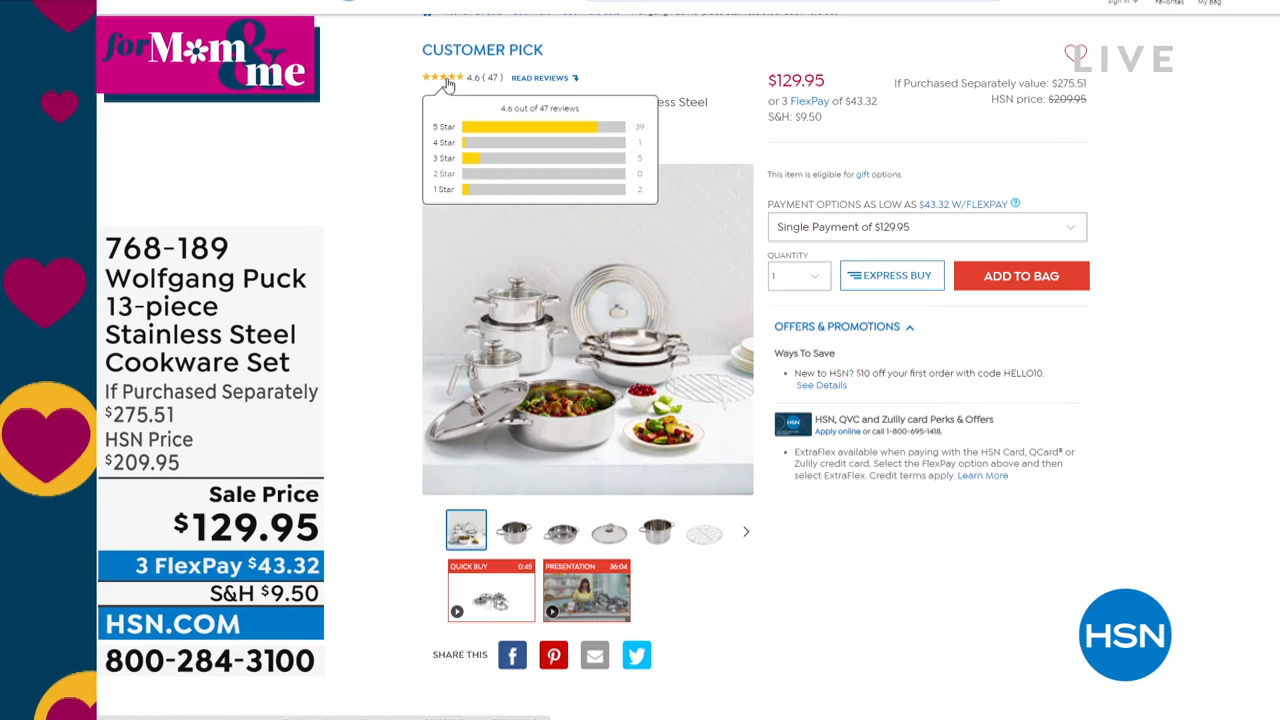 Sign In
Favorites
My Bag
for Mom
& me
LIVE
CUSTOMER PICK
4.6 ( 47 ) READ REVIEWS
ess Steel
4.6 out of 47 reviews
5 Star 39
4 Star 1
3 Star 5
2 Star 0
1 Star 2
$129.95
or 3 FlexPay of $43.32
S&H: $9.50
If Purchased Separately value: $275.51
HSN price: $209.95
This item is eligible for gift options.
PAYMENT OPTIONS AS LOW AS $43.32 W/FLEXPAY ?
Single Payment of $129.95
QUANTITY
1
EXPRESS BUY
ADD TO BAG
OFFERS & PROMOTIONS
Ways To Save
• New to HSN? $10 off your first order with code HELLO10.
See Details
HSN
HSN, QVC and Zulily card Perks & Offers
Apply online or call 1-800-695-1418.
• ExtraFlex available when paying with the HSN Card, QCard® or
Zulily credit card. Select the FlexPay option above and then
select ExtraFlex. Credit terms apply. Learn More
768-189
Wolfgang Puck
13-piece
Stainless Steel
Cookware Set
If Purchased Separately
$275.51
HSN Price
$209.95
Sale Price
$129.95
3 FlexPay $43.32
S&H $9.50
HSN.COM
800-284-3100
QUICK BUY 0:45
PRESENTATION 36:04
SHARE THIS
HSN